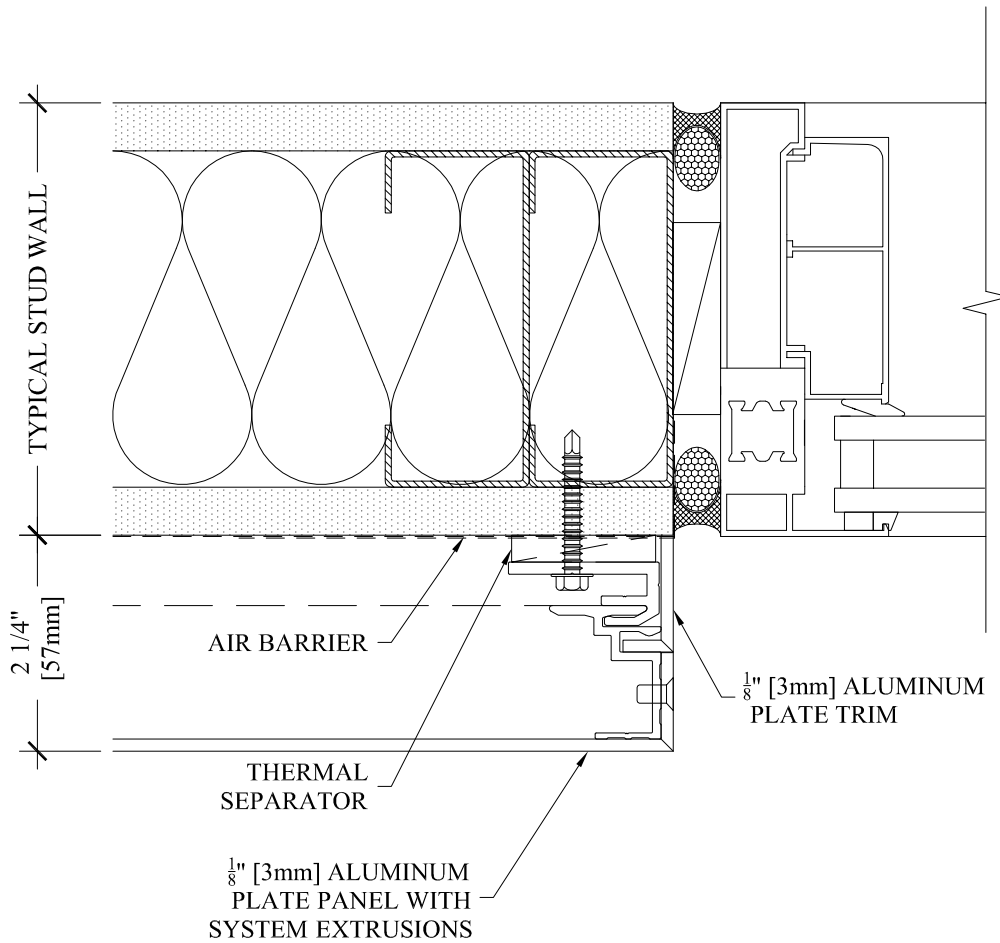 TYPICAL STUD WALL
2 1/4"
[57mm]
AIR BARRIER
1/8" [3mm] ALUMINUM
PLATE TRIM
THERMAL
SEPARATOR
1/8" [3mm] ALUMINUM
PLATE PANEL WITH
SYSTEM EXTRUSIONS